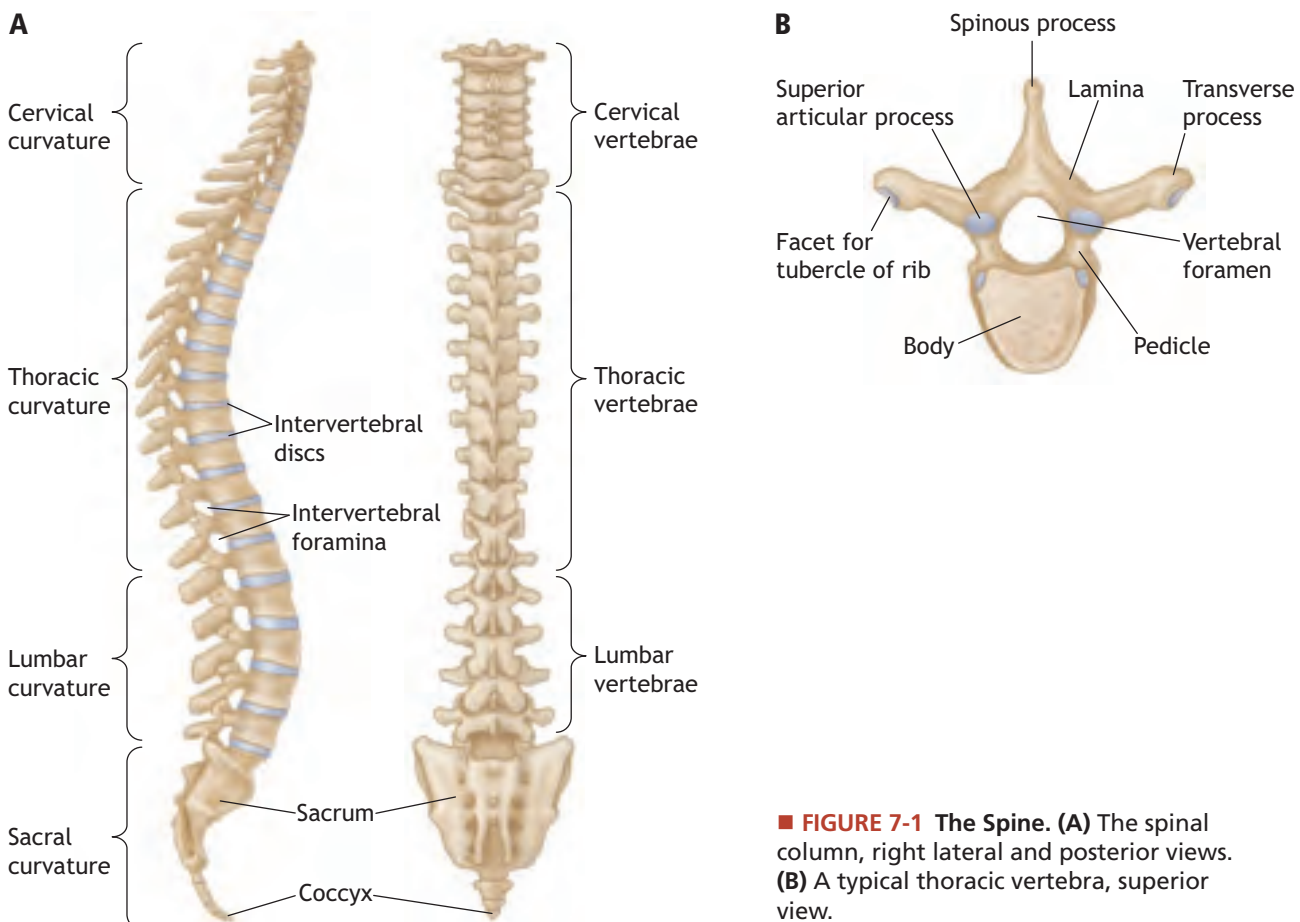 A
Cervical
curvature
Thoracic
curvature
Lumbar
curvature
Sacral
curvature
Intervertebral
discs
Intervertebral
foramina
Sacrum
Coccyx
Cervical
vertebrae
Thoracic
vertebrae
Lumbar
vertebrae
B
Spinous process
Superior
articular process
Lamina
Transverse
process
Facet for
tubercle of rib
Vertebral
foramen
Body
Pedicle
■ FIGURE 7-1 The Spine. (A) The spinal
column, right lateral and posterior views.
(B) A typical thoracic vertebra, superior
view.